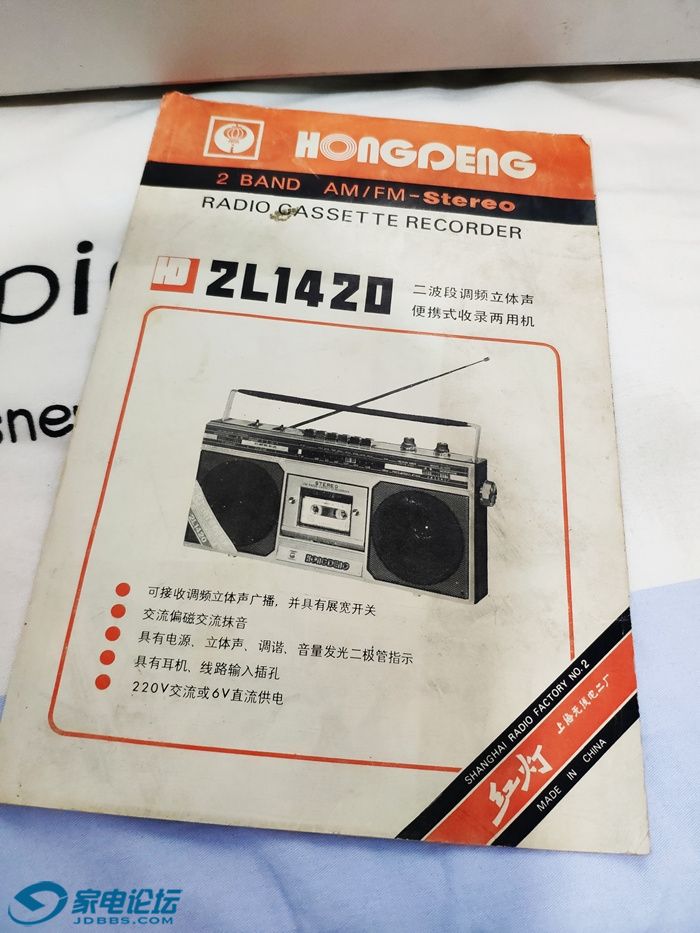 HONGDENG
2 BAND AM/FM-Stereo
RADIO CASSETTE RECORDER
HD 2L1420
二波段调频立体声
便携式收录两用机
STEREO
2L1420
HONGDENG
可接收调频立体声广播，并具有展宽开关
交流偏磁交流抹音
具有电源、立体声、调谐、音量发光二极管指示
具有耳机、线路输入插孔
220V交流或6V直流供电
SHANGHAI RADIO FACTORY NO.2
红灯 上海无线电二厂
MADE IN CHINA
家电论坛
JDBBS.COM